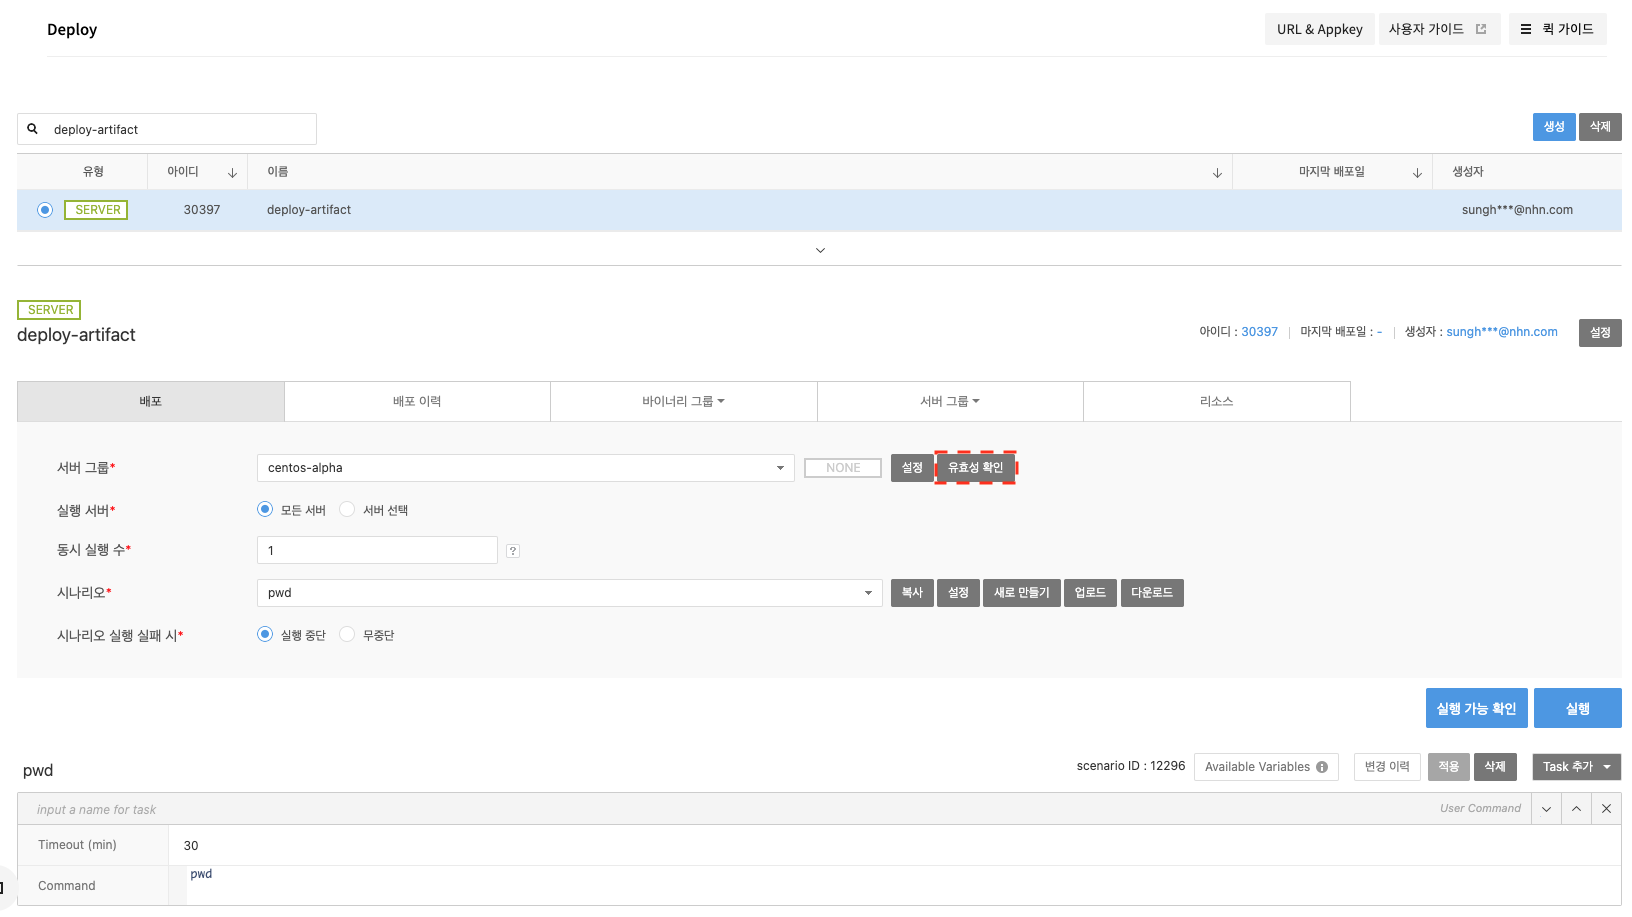 Deploy
URL & Appkey
사용자 가이드
퀵 가이드
deploy-artifact
생성
삭제
유형
아이디
이름
마지막 배포일
생성자
SERVER
30397
deploy-artifact
sungh***@nhn.com
SERVER
deploy-artifact
아이디 : 30397
마지막 배포일 : -
생성자 : sungh***@nhn.com
설정
배포
배포 이력
바이너리 그룹
서버 그룹
리소스
서버 그룹*
centos-alpha
NONE
설정
유효성 확인
실행 서버*
모든 서버
서버 선택
동시 실행 수*
1
?
시나리오*
pwd
복사
설정
새로 만들기
업로드
다운로드
시나리오 실행 실패 시*
실행 중단
무중단
실행 가능 확인
실행
pwd
scenario ID : 12296
Available Variables
변경 이력
적용
삭제
Task 추가
input a name for task
User Command
Timeout (min)
30
Command
pwd